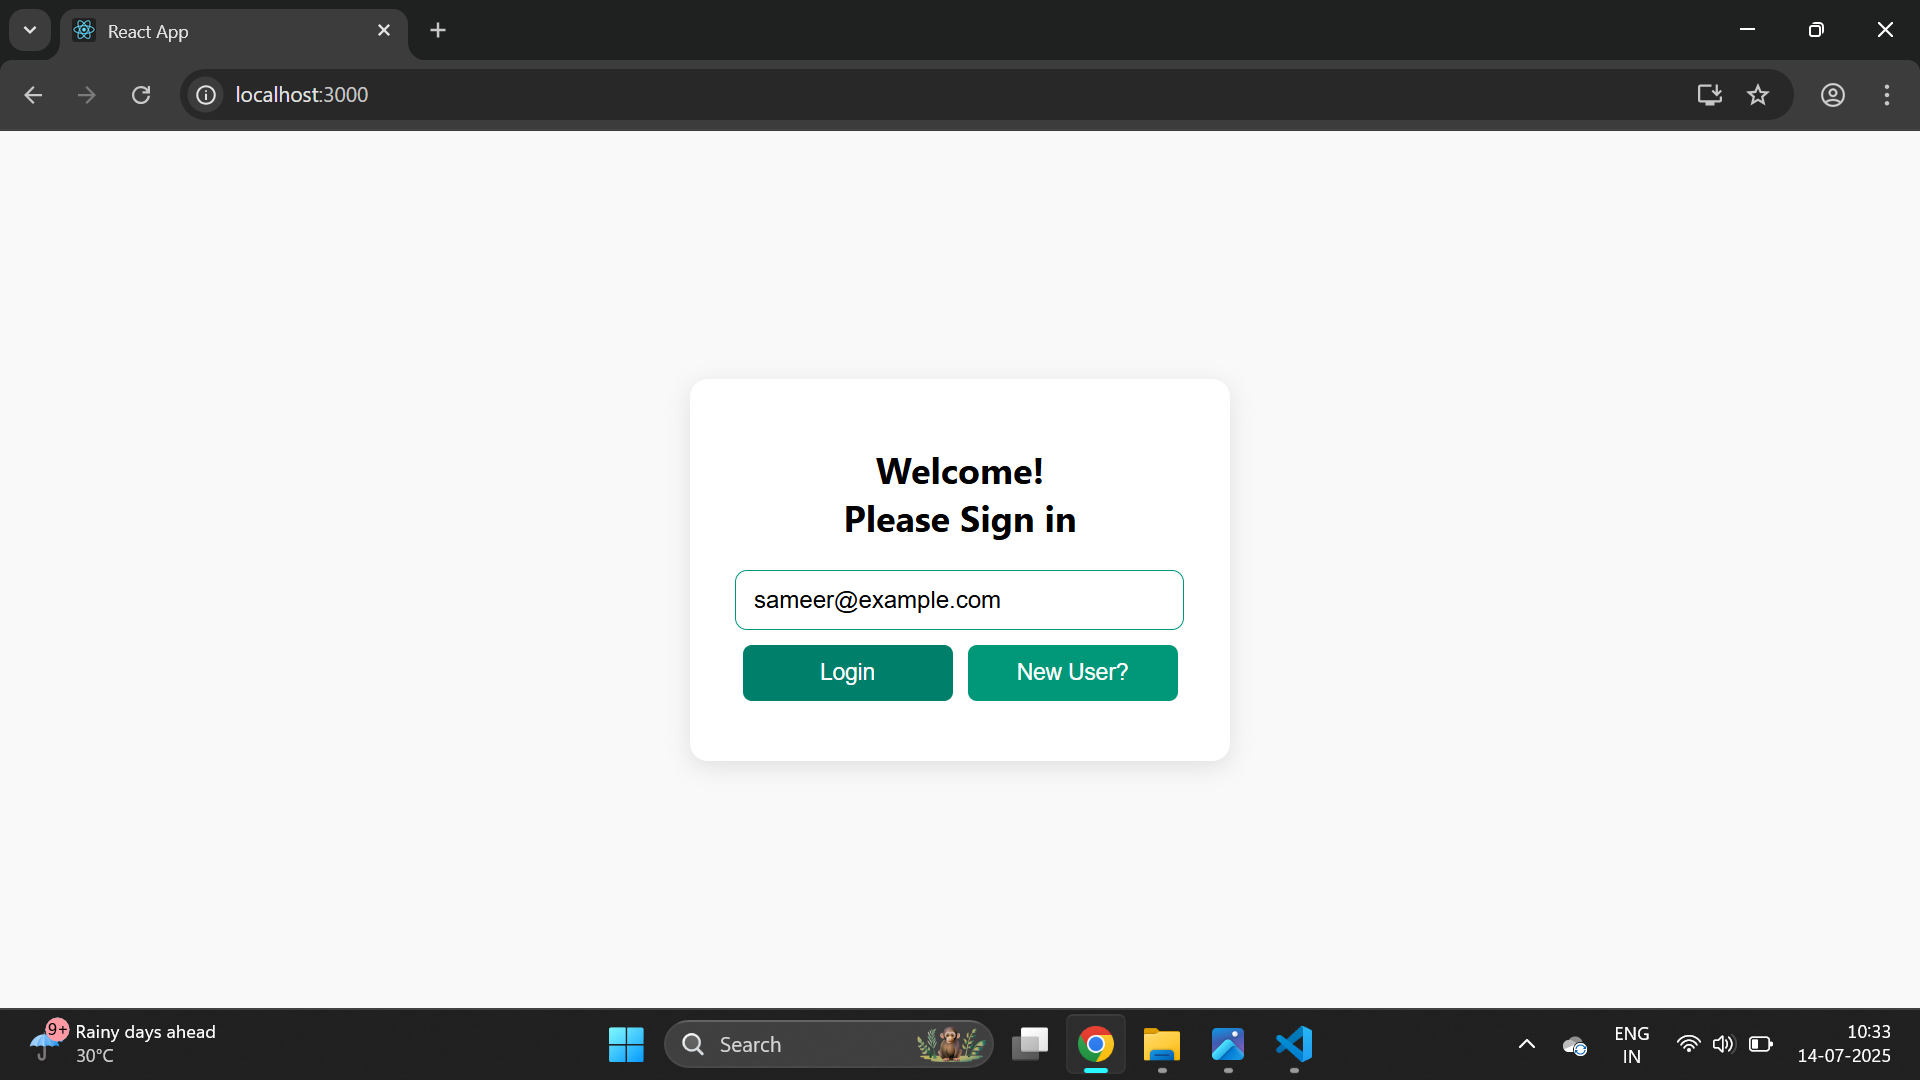 React App
localhost:3000
Welcome!
Please Sign in
sameer@example.com
Login New User?
9+
Rainy days ahead
30°C
Search
ENG
IN
10:33
14-07-2025